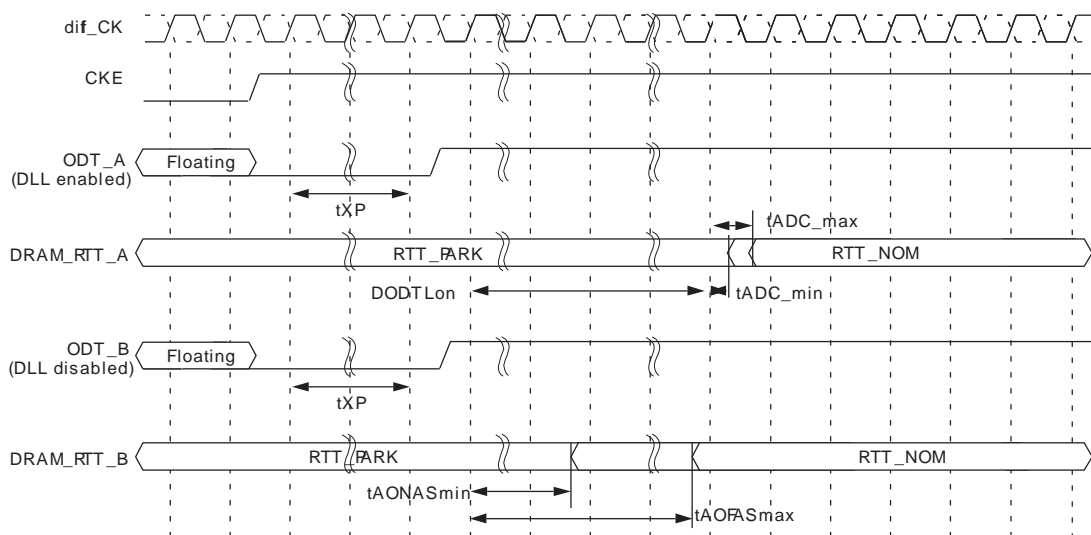 dif_CK
CKE
ODT_A
(DLL enabled)
Floating
tXP
tADC_max
DRAM_RTT_A
RTT_PARK
RTT_NOM
DODTLon
tADC_min
ODT_B
(DLL disabled)
Floating
tXP
DRAM_RTT_B
RTT_PARK
RTT_NOM
tAONASmin
tAOFASmax